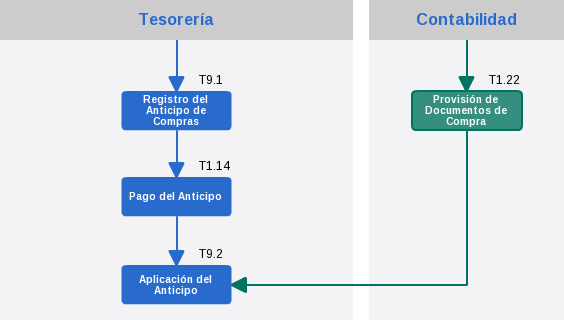 Tesorería
Contabilidad
T9.1
Registro del
Anticipo de
Compras
T1.22
Provisión de
Documentos de
Compra
T1.14
Pago del Anticipo
T9.2
Aplicación del
Anticipo